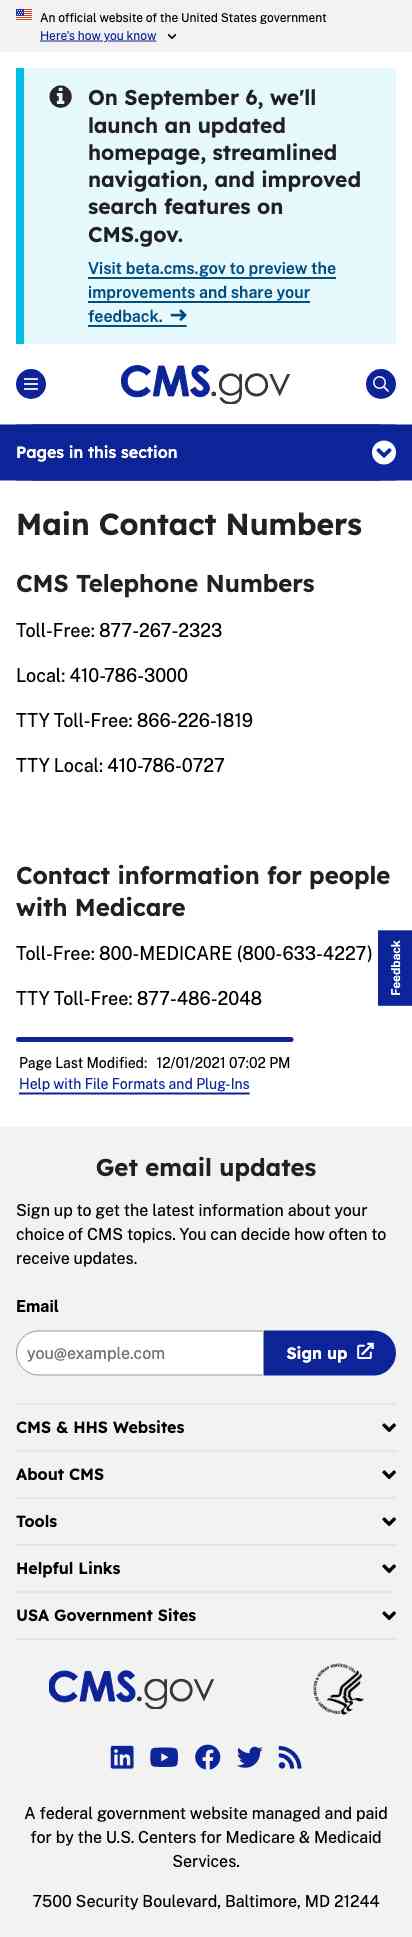 An official website of the United States government
Here's how you know
On September 6, we'll
launch an updated
homepage, streamlined
navigation, and improved
search features on
CMS.gov.
Visit beta.cms.gov to preview the
improvements and share your
feedback. →
CMS.gov
Pages in this section
Main Contact Numbers
CMS Telephone Numbers
Toll-Free: 877-267-2323
Local: 410-786-3000
TTY Toll-Free: 866-226-1819
TTY Local: 410-786-0727
Contact information for people
with Medicare
Toll-Free: 800-MEDICARE (800-633-4227)
Feedback
TTY Toll-Free: 877-486-2048
Page Last Modified: 12/01/2021 07:02 PM
Help with File Formats and Plug-Ins
Get email updates
Sign up to get the latest information about your
choice of CMS topics. You can decide how often to
receive updates.
Email
you@example.com
Sign up
CMS & HHS Websites
About CMS
Tools
Helpful Links
USA Government Sites
CMS.gov
A federal government website managed and paid
for by the U.S. Centers for Medicare & Medicaid
Services.
7500 Security Boulevard, Baltimore, MD 21244